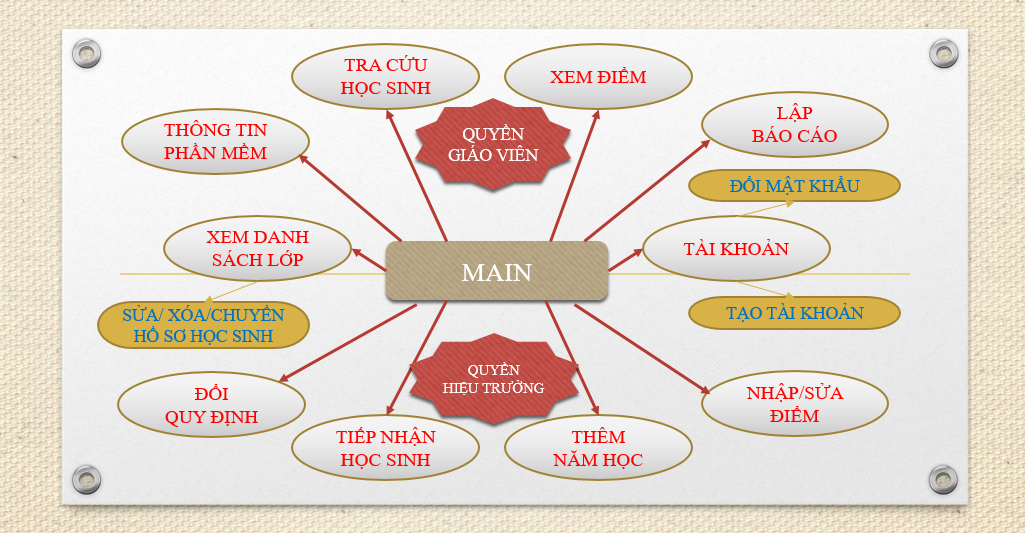 TRA CỨU
HỌC SINH
XEM ĐIỂM
THÔNG TIN
PHẦN MỀM
QUYỀN
GIÁO VIÊN
LẬP
BÁO CÁO
ĐỔI MẬT KHẨU
XEM DANH
SÁCH LỚP
TÀI KHOẢN
MAIN
SỬA/ XÓA/CHUYỂN
HỒ SƠ HỌC SINH
TẠO TÀI KHOẢN
QUYỀN
HIỆU TRƯỞNG
ĐỔI
QUY ĐỊNH
NHẬP/SỬA
ĐIỂM
TIẾP NHẬN
HỌC SINH
THÊM
NĂM HỌC